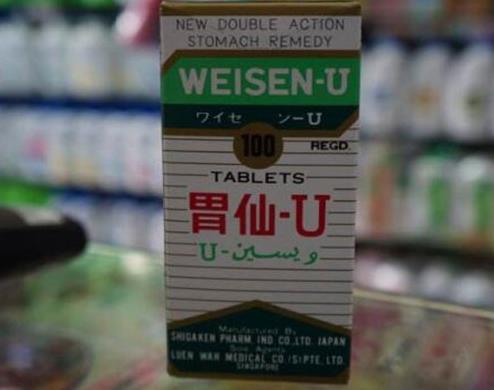 NEW DOUBLE ACTION
STOMACH REMEDY
WEISEN-U
ワイセ ンーU
100
REGD.
TABLETS
胃仙-U
ويسين-U
Manufactured By
SHIGAKEN PHARM IND CO.,LTD. JAPAN
Sole Agents
LUEN WAH MEDICAL CO (S) PTE. LTD.
SINGAPORE